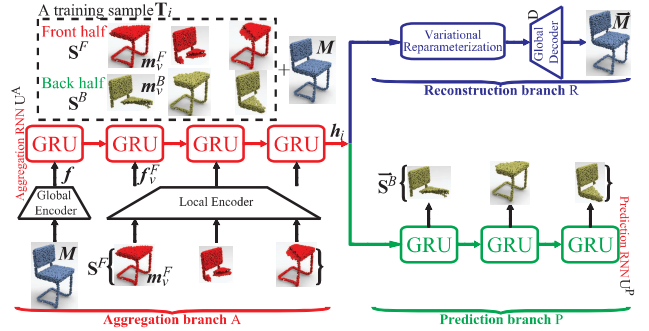 A training sample T_i
Front half
S^F
m_v^F
Back half
S^B
m_v^B
+
M
Aggregation RNN U^A
GRU
GRU
GRU
GRU
h_i
f
f_v^F
Global
Encoder
Local Encoder
M
S^F {
m_v^F
}
Aggregation branch A
Variational
Reparameterization
D
Global
Decoder
M̄
Reconstruction branch R
S⃗^B {
}
GRU
GRU
GRU
Prediction RNN U^P
Prediction branch P